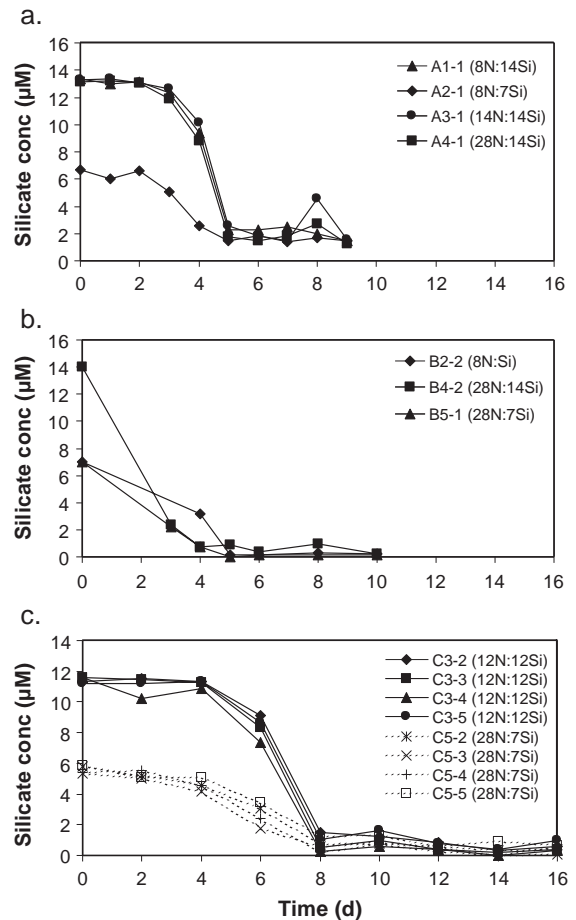 a.
Silicate conc (µM)
16
14
12
10
8
6
4
2
0
0 2 4 6 8 10 12 14 16
A1-1 (8N:14Si)
A2-1 (8N:7Si)
A3-1 (14N:14Si)
A4-1 (28N:14Si)
b.
Silicate conc (µM)
16
14
12
10
8
6
4
2
0
0 2 4 6 8 10 12 14 16
B2-2 (8N:Si)
B4-2 (28N:14Si)
B5-1 (28N:7Si)
c.
Silicate conc (µM)
14
12
10
8
6
4
2
0
0 2 4 6 8 10 12 14 16
C3-2 (12N:12Si)
C3-3 (12N:12Si)
C3-4 (12N:12Si)
C3-5 (12N:12Si)
C5-2 (28N:7Si)
C5-3 (28N:7Si)
C5-4 (28N:7Si)
C5-5 (28N:7Si)
Time (d)